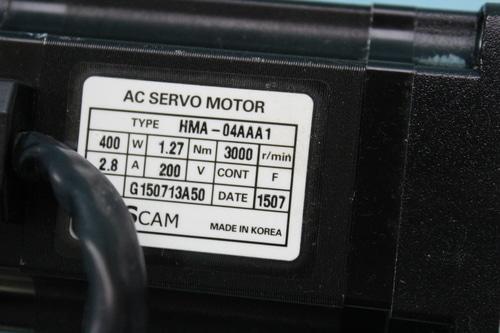 AC SERVO MOTOR
TYPE HMA-04AAA1
400 W 1.27 Nm 3000 r/min
2.8 A 200 V CONT F
G150713A50 DATE 1507
SCAM MADE IN KOREA